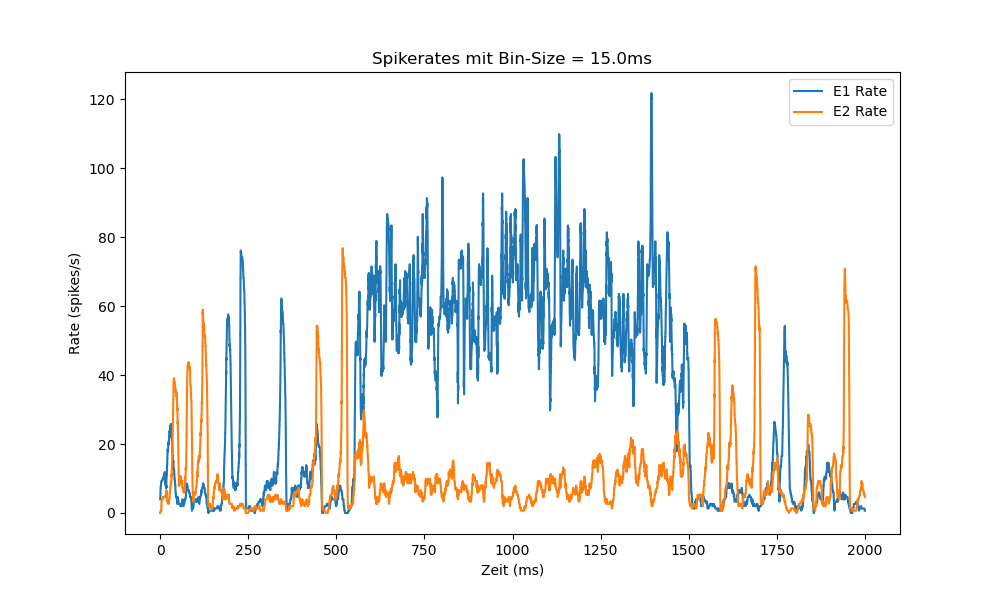 Spikerates mit Bin-Size = 15.0ms
E1 Rate
E2 Rate
120
100
80
60
40
20
0
Rate (spikes/s)
0 250 500 750 1000 1250 1500 1750 2000
Zeit (ms)